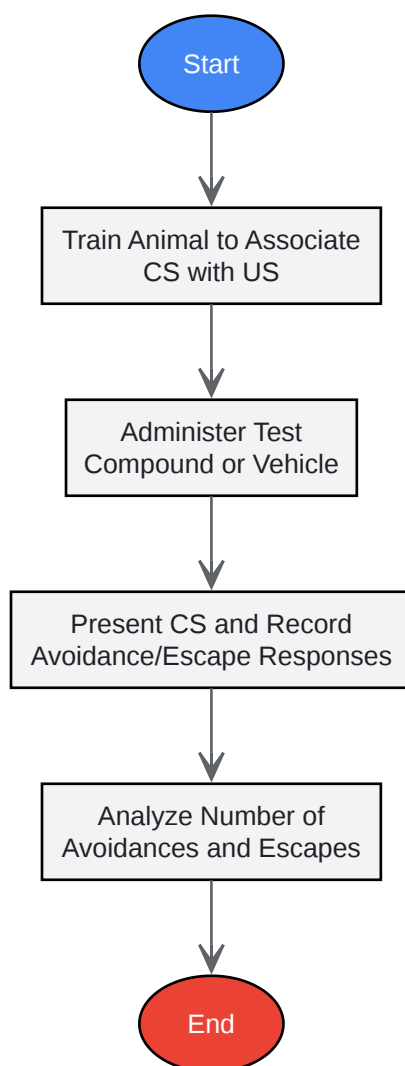 Start
Train Animal to Associate
CS with US
Administer Test
Compound or Vehicle
Present CS and Record
Avoidance/Escape Responses
Analyze Number of
Avoidances and Escapes
End